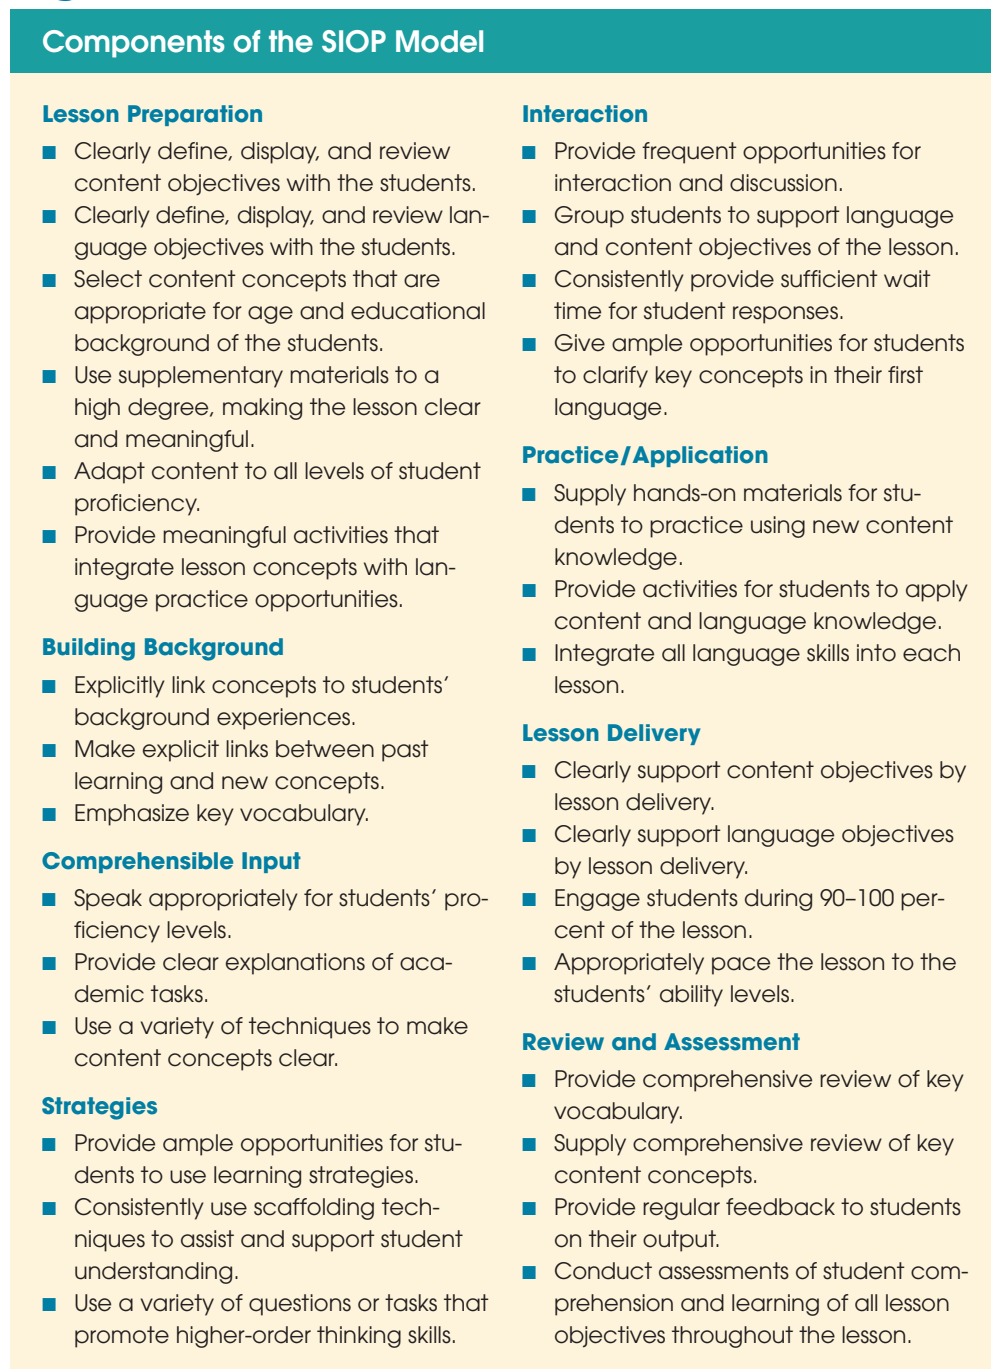 Components of the SIOP Model
Lesson Preparation
■ Clearly define, display, and review
content objectives with the students.
■ Clearly define, display, and review lan-
guage objectives with the students.
■ Select content concepts that are
appropriate for age and educational
background of the students.
■ Use supplementary materials to a
high degree, making the lesson clear
and meaningful.
■ Adapt content to all levels of student
proficiency.
■ Provide meaningful activities that
integrate lesson concepts with lan-
guage practice opportunities.
Building Background
■ Explicitly link concepts to students’
background experiences.
■ Make explicit links between past
learning and new concepts.
■ Emphasize key vocabulary.
Comprehensible Input
■ Speak appropriately for students’ pro-
ficiency levels.
■ Provide clear explanations of aca-
demic tasks.
■ Use a variety of techniques to make
content concepts clear.
Strategies
■ Provide ample opportunities for stu-
dents to use learning strategies.
■ Consistently use scaffolding tech-
niques to assist and support student
understanding.
■ Use a variety of questions or tasks that
promote higher-order thinking skills.
Interaction
■ Provide frequent opportunities for
interaction and discussion.
■ Group students to support language
and content objectives of the lesson.
■ Consistently provide sufficient wait
time for student responses.
■ Give ample opportunities for students
to clarify key concepts in their first
language.
Practice/Application
■ Supply hands-on materials for stu-
dents to practice using new content
knowledge.
■ Provide activities for students to apply
content and language knowledge.
■ Integrate all language skills into each
lesson.
Lesson Delivery
■ Clearly support content objectives by
lesson delivery.
■ Clearly support language objectives
by lesson delivery.
■ Engage students during 90–100 per-
cent of the lesson.
■ Appropriately pace the lesson to the
students’ ability levels.
Review and Assessment
■ Provide comprehensive review of key
vocabulary.
■ Supply comprehensive review of key
content concepts.
■ Provide regular feedback to students
on their output.
■ Conduct assessments of student com-
prehension and learning of all lesson
objectives throughout the lesson.